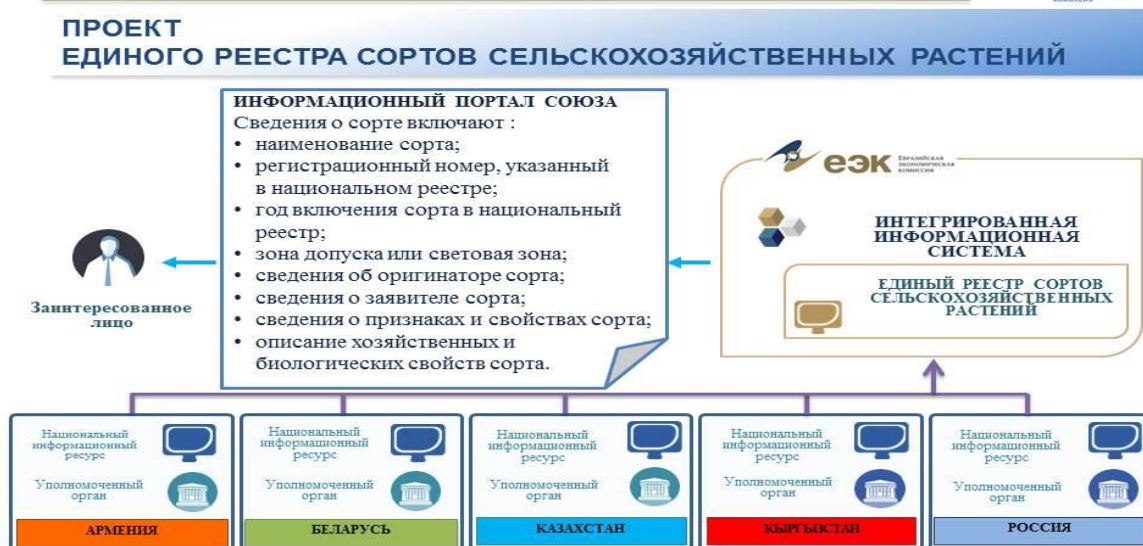 ПРОЕКТ
ЕДИНОГО РЕЕСТРА СОРТОВ СЕЛЬСКОХОЗЯЙСТВЕННЫХ РАСТЕНИЙ
ИНФОРМАЦИОННЫЙ ПОРТАЛ СОЮЗА
Сведения о сорте включают :
• наименование сорта;
• регистрационный номер, указанный
в национальном реестре;
• год включения сорта в национальный
реестр;
• зона допуска или световая зона;
• сведения об оригинаторе сорта;
• сведения о заявителе сорта;
• сведения о признаках и свойствах сорта;
• описание хозяйственных и
биологических свойств сорта.
Заинтересованное
лицо
еэк
ЕВРАЗИЙСКАЯ
ЭКОНОМИЧЕСКАЯ
КОМИССИЯ
ИНТЕГРИРОВАННАЯ
ИНФОРМАЦИОННАЯ
СИСТЕМА
ЕДИНЫЙ РЕЕСТР СОРТОВ
СЕЛЬСКОХОЗЯЙСТВЕННЫХ
РАСТЕНИЙ
Национальный
информационный
ресурс
Уполномоченный
орган
АРМЕНИЯ
Национальный
информационный
ресурс
Уполномоченный
орган
БЕЛАРУСЬ
Национальный
информационный
ресурс
Уполномоченный
орган
КАЗАХСТАН
Национальный
информационный
ресурс
Уполномоченный
орган
КЫРГЫЗСТАН
Национальный
информационный
ресурс
Уполномоченный
орган
РОССИЯ